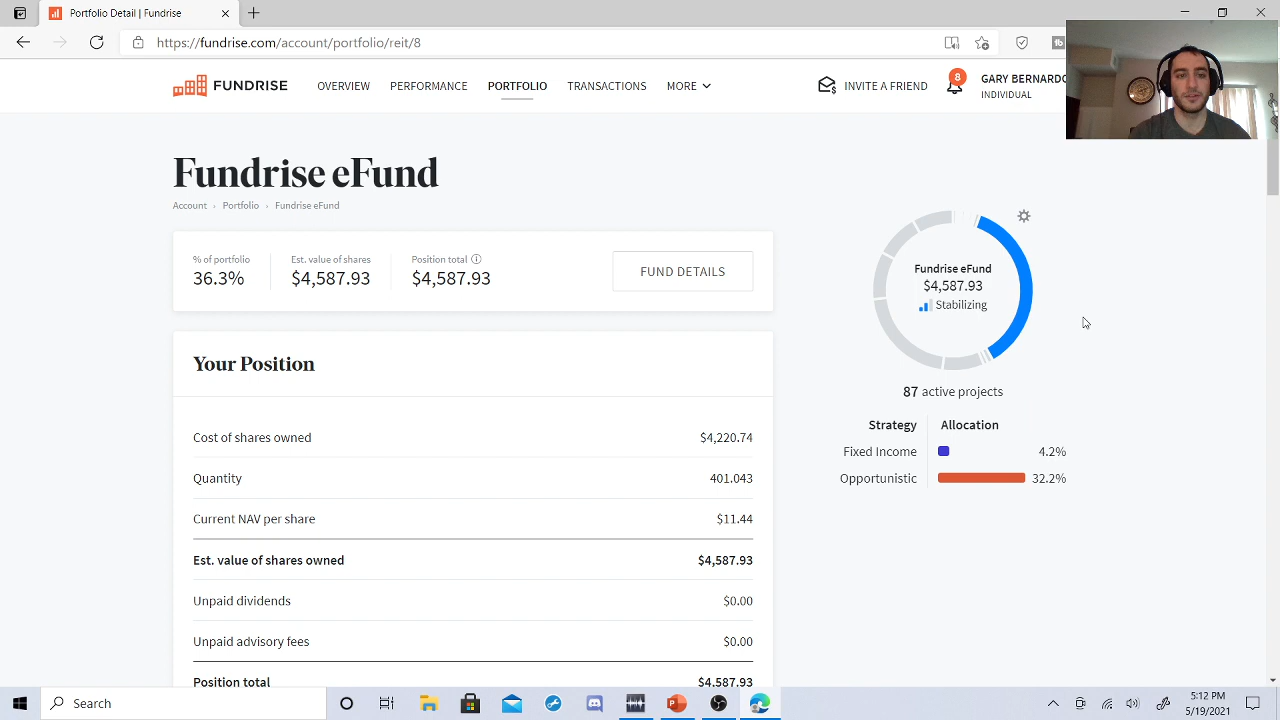 Portfolio Detail | Fundrise
https://fundrise.com/account/portfolio/reit/8
FUNDRISE
OVERVIEW
PERFORMANCE
PORTFOLIO
TRANSACTIONS
MORE
INVITE A FRIEND
8
GARY BERNARDO
INDIVIDUAL
Fundrise eFund
Account › Portfolio › Fundrise eFund
% of portfolio
36.3%
Est. value of shares
$4,587.93
Position total
$4,587.93
FUND DETAILS
Fundrise eFund
$4,587.93
Stabilizing
87 active projects
Strategy Allocation
Fixed Income 4.2%
Opportunistic 32.2%
Your Position
Cost of shares owned $4,220.74
Quantity 401.043
Current NAV per share $11.44
Est. value of shares owned $4,587.93
Unpaid dividends $0.00
Unpaid advisory fees $0.00
Position total $4,587.93
Search
5:12 PM
5/19/2021